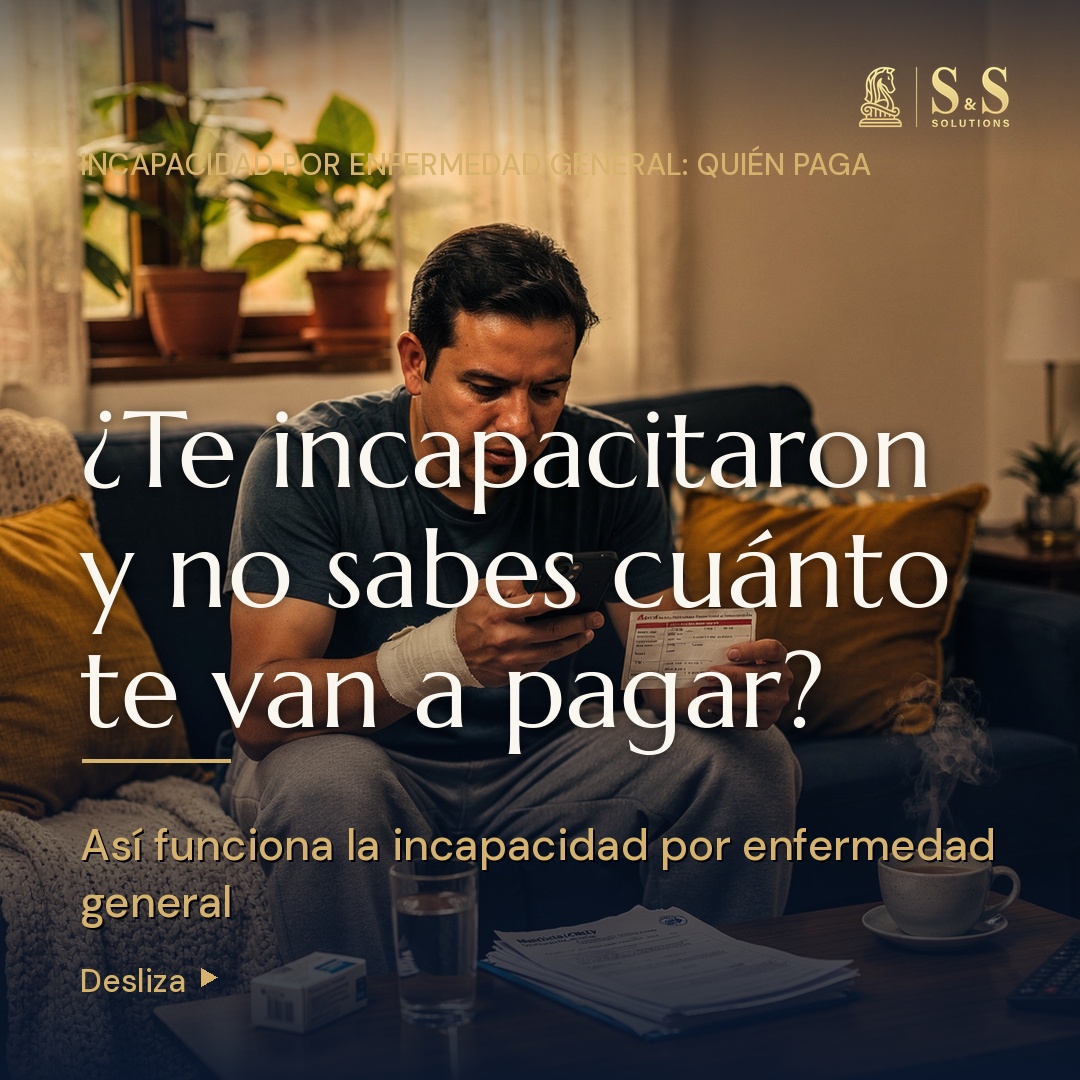 S&S
SOLUTIONS
INCAPACIDAD POR ENFERMEDAD GENERAL: QUIÉN PAGA
¿Te incapacitaron
y no sabes cuánto
te van a pagar?
Así funciona la incapacidad por enfermedad
general
Desliza